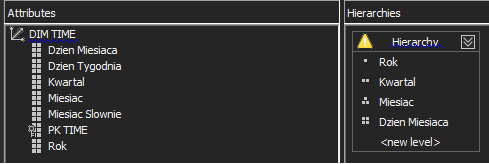 Attributes
DIM TIME
Dzien Miesiaca
Dzien Tygodnia
Kwartal
Miesiac
Miesiac Slownie
PK TIME
Rok
Hierarchies
Hierarchy
Rok
Kwartal
Miesiac
Dzien Miesiaca
<new level>